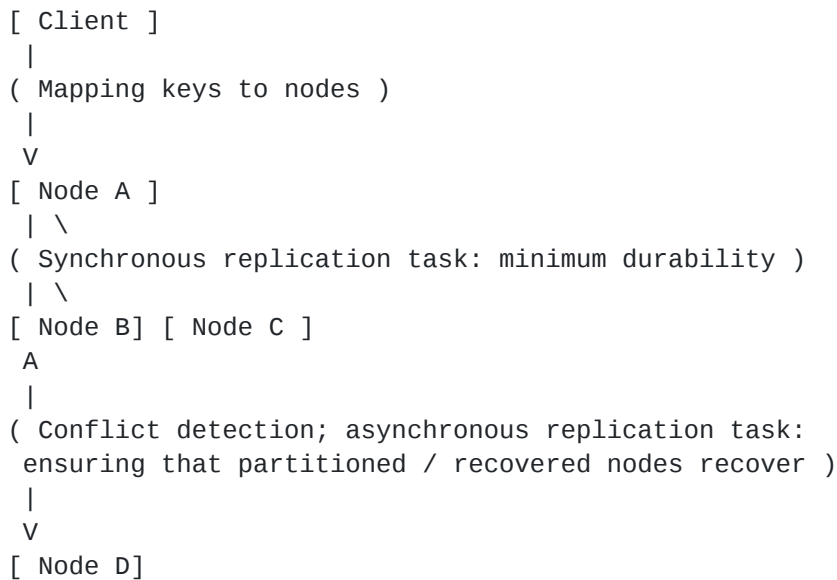 [ Client ]
 |
( Mapping keys to nodes )
 |
 V
[ Node A ]
 | \
( Synchronous replication task: minimum durability )
 | \
[ Node B] [ Node C ]
 A
 |
( Conflict detection; asynchronous replication task:
 ensuring that partitioned / recovered nodes recover )
 |
 V
[ Node D]